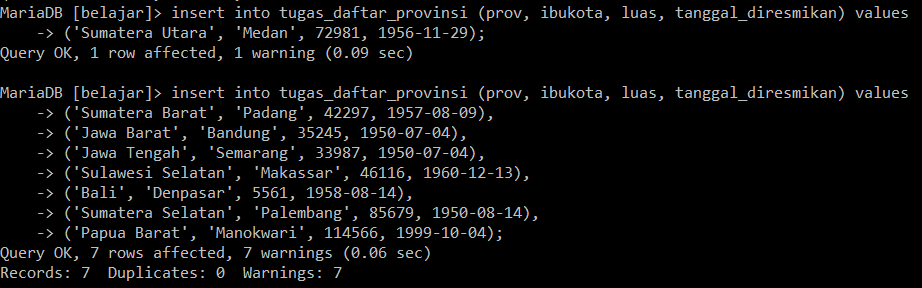 MariaDB [belajar]> insert into tugas_daftar_provinsi (prov, ibukota, luas, tanggal_diresmikan) values
    -> ('Sumatera Utara', 'Medan', 72981, 1956-11-29);
Query OK, 1 row affected, 1 warning (0.09 sec)

MariaDB [belajar]> insert into tugas_daftar_provinsi (prov, ibukota, luas, tanggal_diresmikan) values
    -> ('Sumatera Barat', 'Padang', 42297, 1957-08-09),
    -> ('Jawa Barat', 'Bandung', 35245, 1950-07-04),
    -> ('Jawa Tengah', 'Semarang', 33987, 1950-07-04),
    -> ('Sulawesi Selatan', 'Makassar', 46116, 1960-12-13),
    -> ('Bali', 'Denpasar', 5561, 1958-08-14),
    -> ('Sumatera Selatan', 'Palembang', 85679, 1950-08-14),
    -> ('Papua Barat', 'Manokwari', 114566, 1999-10-04);
Query OK, 7 rows affected, 7 warnings (0.06 sec)
Records: 7  Duplicates: 0  Warnings: 7